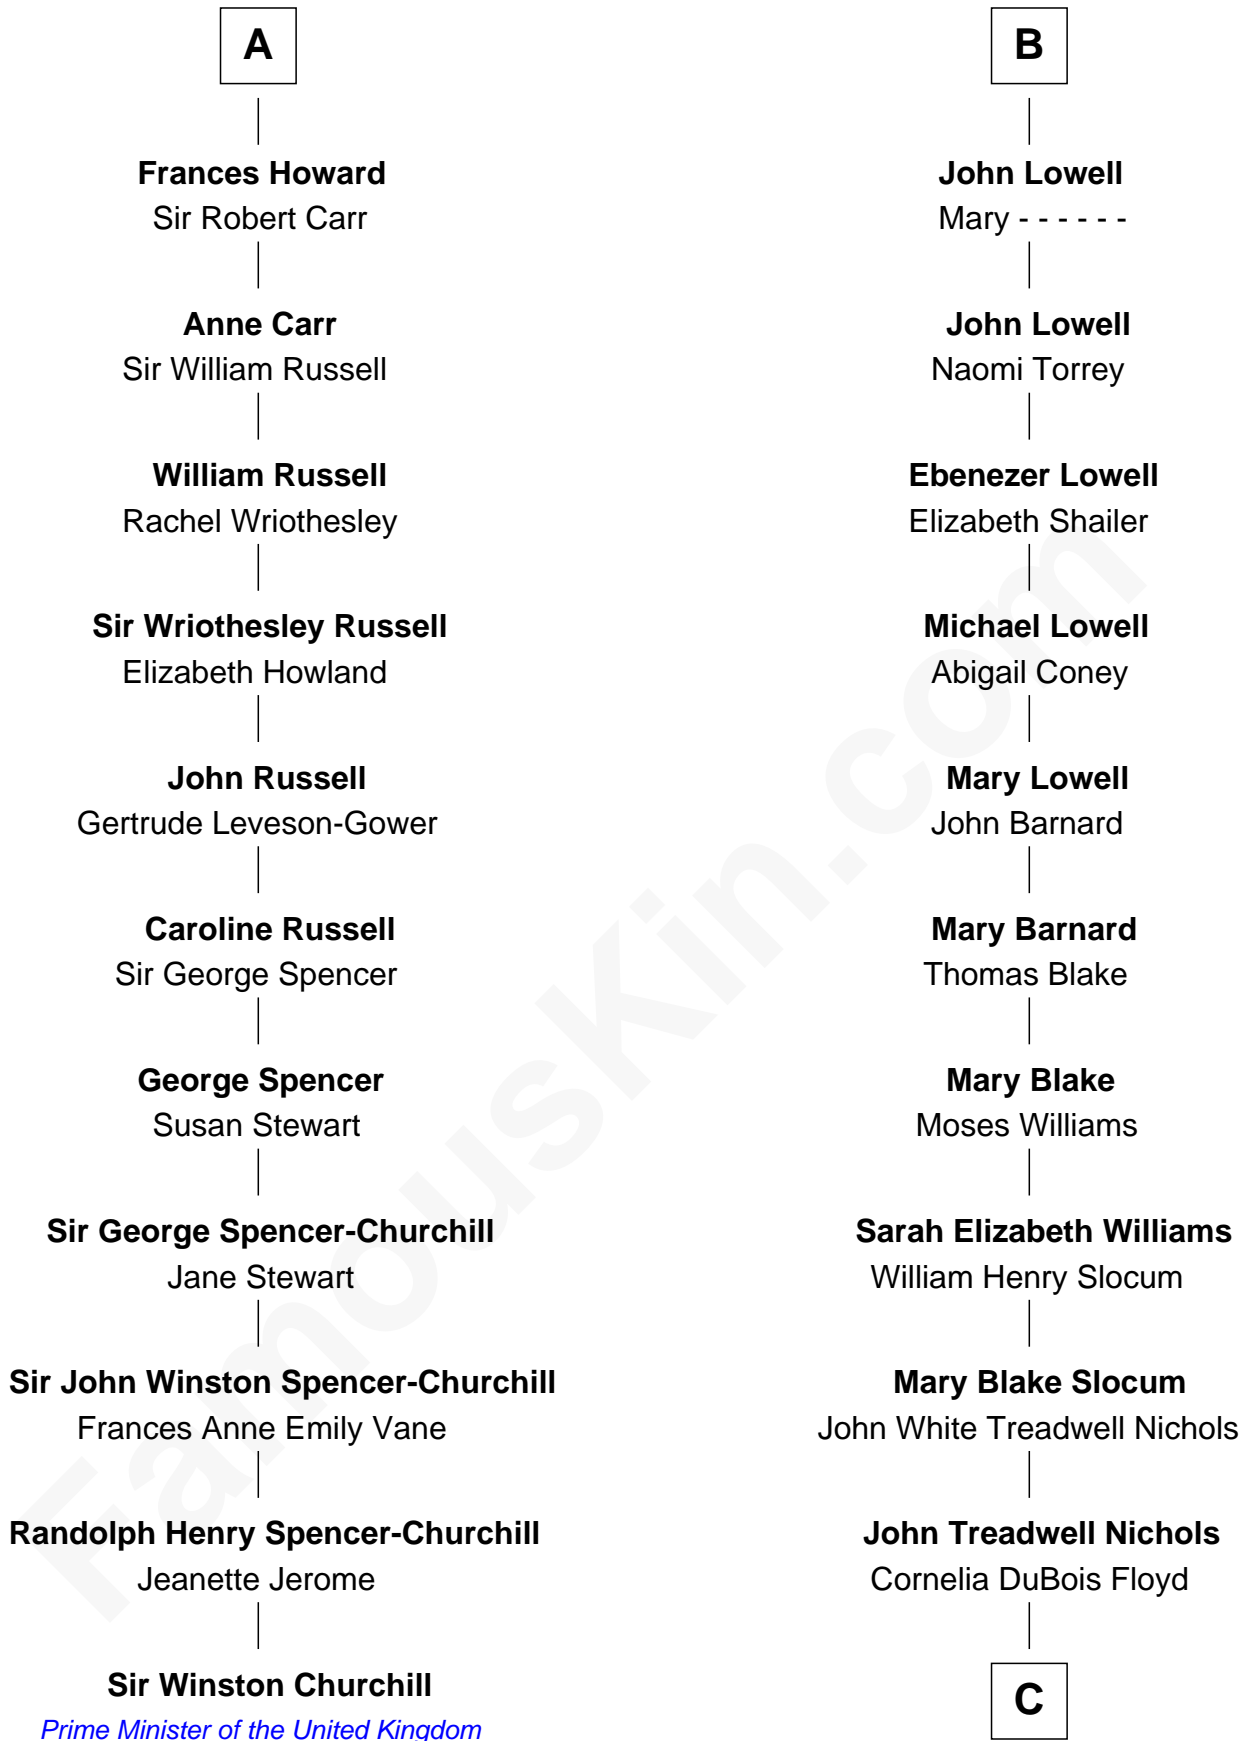 A
Frances Howard
Sir Robert Carr
Anne Carr
Sir William Russell
William Russell
Rachel Wriothesley
Sir Wriothesley Russell
Elizabeth Howland
John Russell
Gertrude Leveson-Gower
Caroline Russell
Sir George Spencer
George Spencer
Susan Stewart
Sir George Spencer-Churchill
Jane Stewart
Sir John Winston Spencer-Churchill
Frances Anne Emily Vane
Randolph Henry Spencer-Churchill
Jeanette Jerome
Sir Winston Churchill
Prime Minister of the United Kingdom
B
John Lowell
Mary - - - - - -
John Lowell
Naomi Torrey
Ebenezer Lowell
Elizabeth Shailer
Michael Lowell
Abigail Coney
Mary Lowell
John Barnard
Mary Barnard
Thomas Blake
Mary Blake
Moses Williams
Sarah Elizabeth Williams
William Henry Slocum
Mary Blake Slocum
John White Treadwell Nichols
John Treadwell Nichols
Cornelia DuBois Floyd
C
FamousKin.com